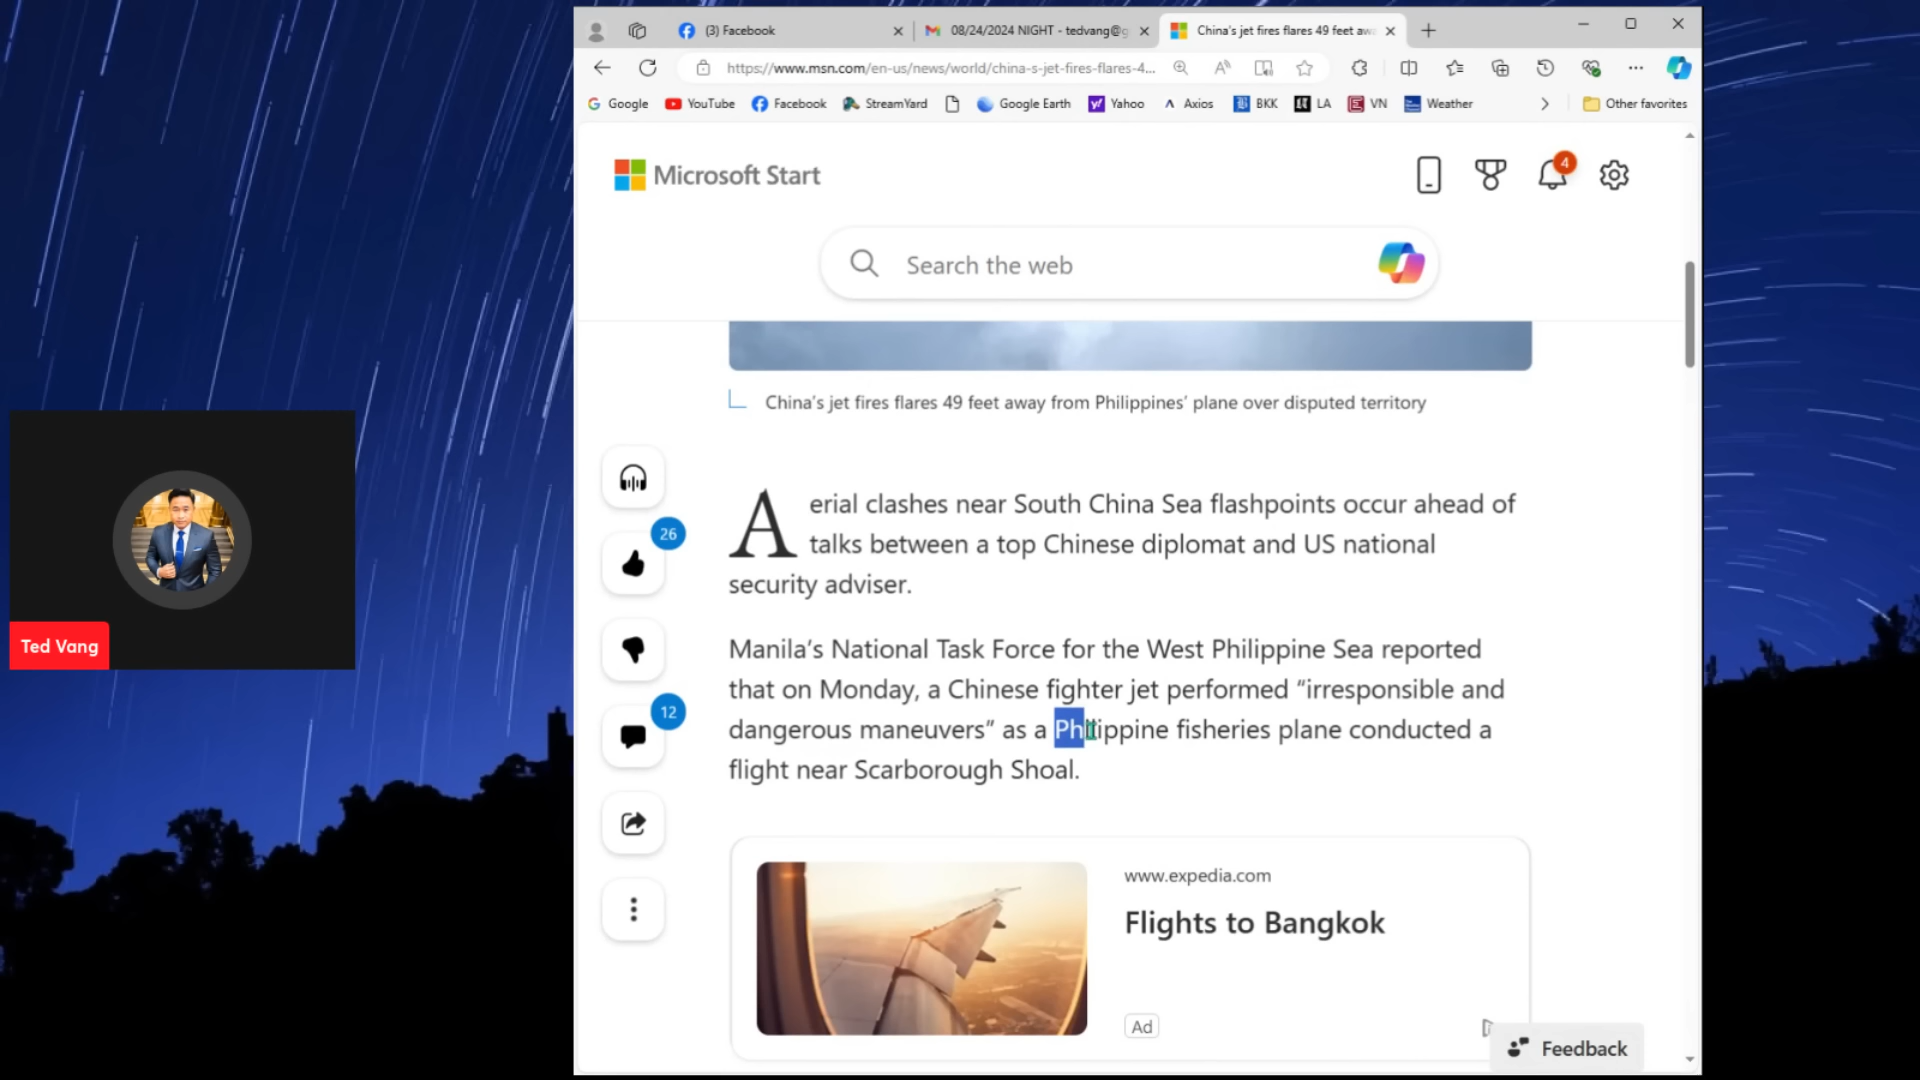 (3) Facebook
08/24/2024 NIGHT - tedvang@g
China's jet fires flares 49 feet awa
https://www.msn.com/en-us/news/world/china-s-jet-fires-flares-4...
Google
YouTube
Facebook
StreamYard
Google Earth
Yahoo
Axios
BKK
LA
VN
Weather
Other favorites
Microsoft Start
4
Search the web
China's jet fires flares 49 feet away from Philippines' plane over disputed territory
Aerial clashes near South China Sea flashpoints occur ahead of
talks between a top Chinese diplomat and US national
security adviser.
26
Manila's National Task Force for the West Philippine Sea reported
that on Monday, a Chinese fighter jet performed “irresponsible and
dangerous maneuvers” as a Philippine fisheries plane conducted a
flight near Scarborough Shoal.
12
Ted Vang
www.expedia.com
Flights to Bangkok
Ad
Feedback